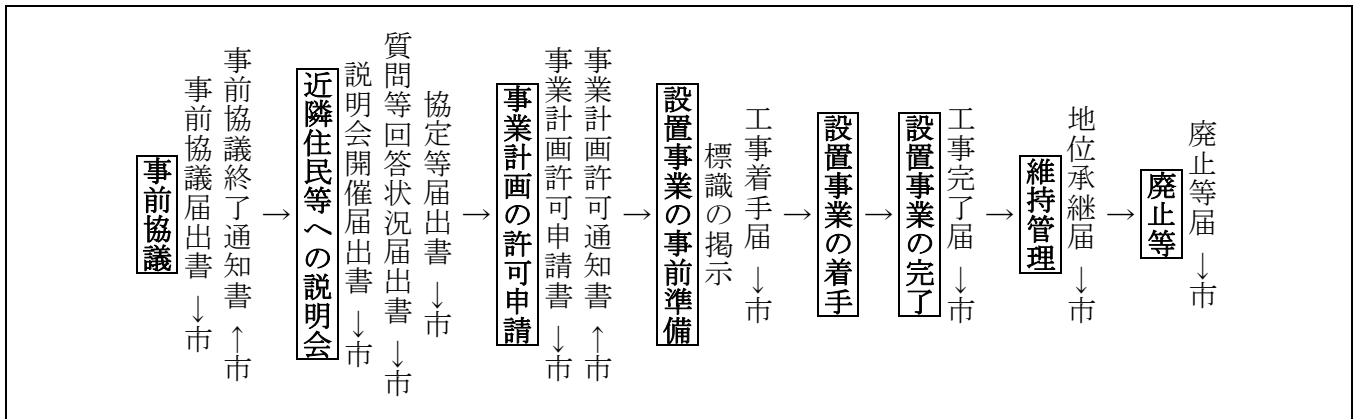 事前協議
事前協議届出書 ↓市
事前協議終了通知書 ↑市
→
近隣住民等への説明会
説明会開催届出書 ↓市
質問等回答状況届出書 ↓市
協定等届出書 ↓市
→
事業計画の許可申請
事業計画許可申請書 ↓市
事業計画許可通知書 ↑市
→
設置事業の事前準備
標識の掲示
工事着手届 ↓市
→
設置事業の着手
→
設置事業の完了
工事完了届 ↓市
→
維持管理
地位承継届 ↓市
→
廃止等
廃止等届 ↓市